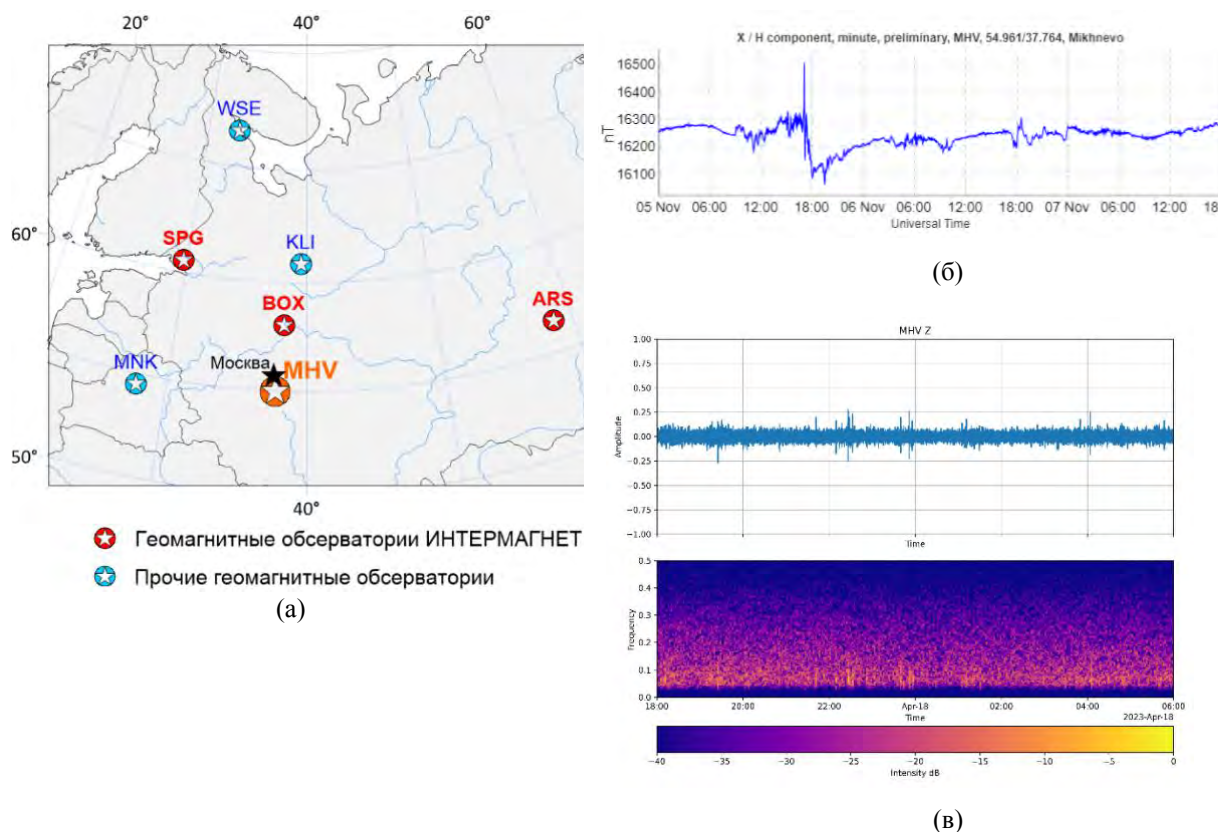 20°
40°
60°
WSE
60°
SPG
KLI
BOX
ARS
MNK
Москва
MHV
50°
40°
Геомагнитные обсерватории ИНТЕРМАГНЕТ
Прочие геомагнитные обсерватории
(а)
X / H component, minute, preliminary, MHV, 54.961/37.764, Mikhnevo
16500
16400
16300
16200
16100
nT
05 Nov 06:00 12:00 18:00 06 Nov 06:00 12:00 18:00 07 Nov 06:00 12:00 18:
Universal Time
(б)
MHV Z
1.00
0.75
0.50
0.25
0.00
−0.25
−0.50
−0.75
−1.00
Amplitude
Time
0.5
0.4
0.3
0.2
0.1
0.0
Frequency
18:00 20:00 22:00 Apr-18 02:00 04:00 06:00
Time
2023-Apr-18
−40 −35 −30 −25 −20 −15 −10 −5 0
Intensity dB
(в)